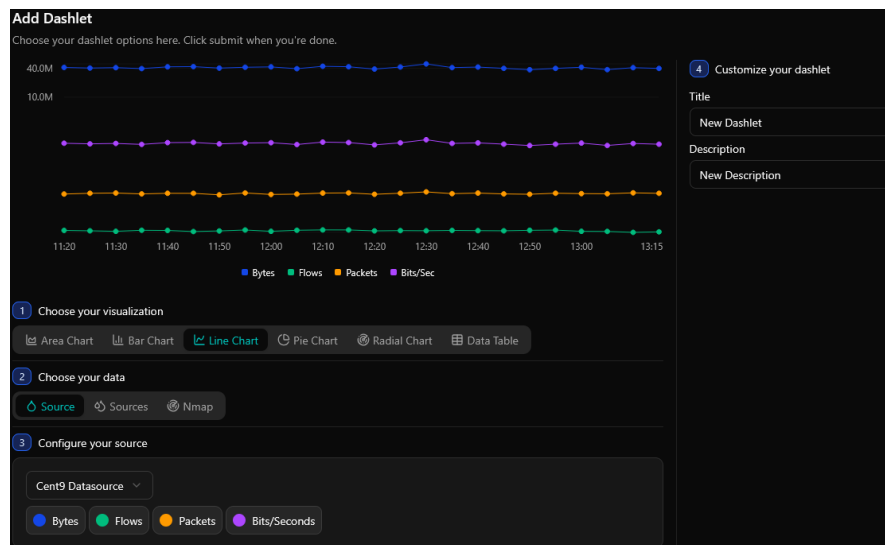 Add Dashlet
Choose your dashlet options here. Click submit when you're done.
40.0M
10.0M
11:20 11:30 11:40 11:50 12:00 12:10 12:20 12:30 12:40 12:50 13:00 13:15
Bytes Flows Packets Bits/Sec
1 Choose your visualization
Area Chart Bar Chart Line Chart Pie Chart Radial Chart Data Table
2 Choose your data
Source Sources Nmap
3 Configure your source
Cent9 Datasource
Bytes Flows Packets Bits/Seconds
4 Customize your dashlet
Title
New Dashlet
Description
New Description